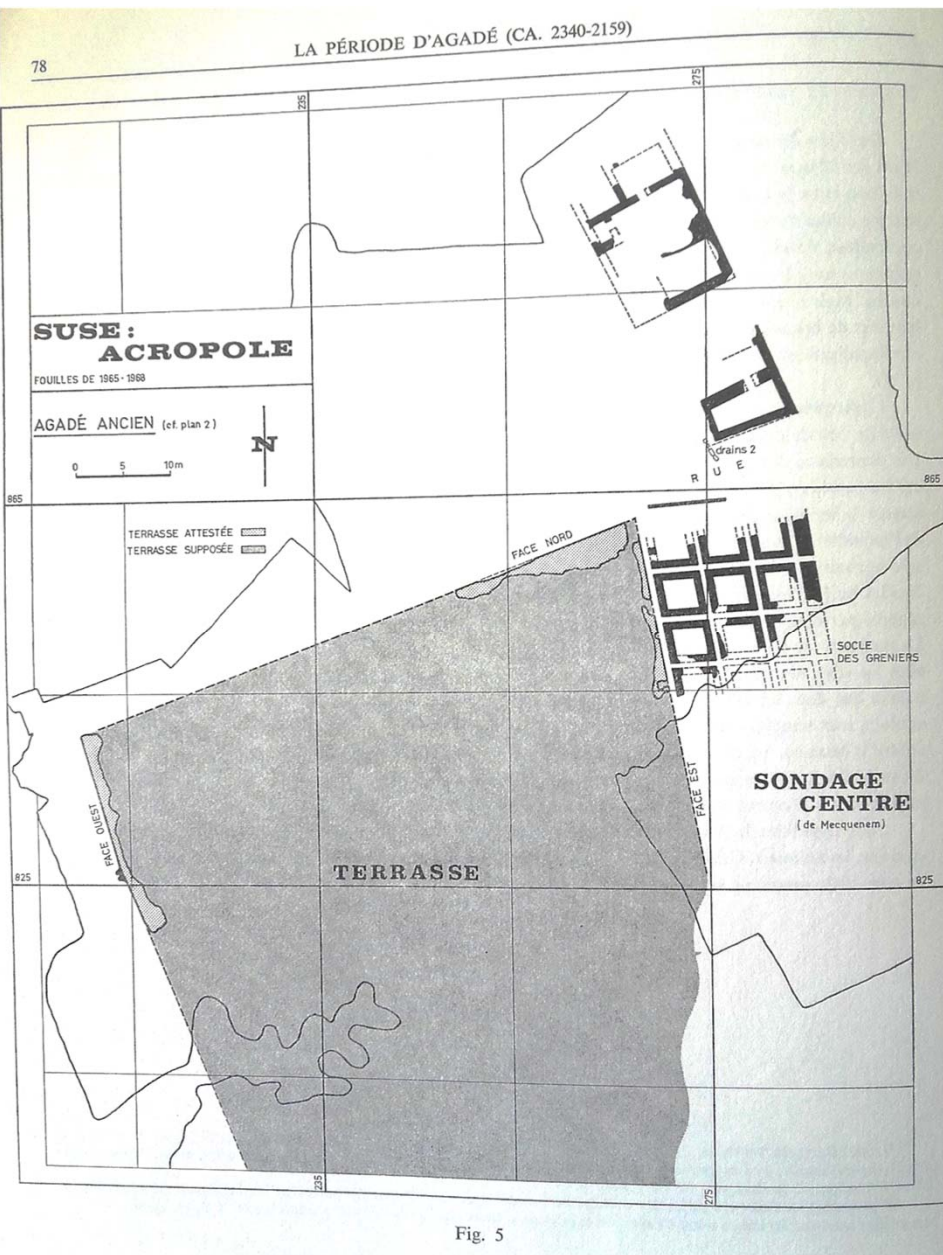 78
LA PÉRIODE D'AGADÉ (CA. 2340-2159)
235
275
SUSE:
ACROPOLE
FOUILLES DE 1965-1968
AGADÉ ANCIEN (cf. plan 2)
N
0 5 10m
drains 2
RUE
865
865
TERRASSE ATTESTÉE
TERRASSE SUPPOSÉE
FACE NORD
SOCLE
DES GRENIERS
FACE OUEST
FACE EST
SONDAGE
CENTRE
(de Mecquenem)
TERRASSE
825
825
235
275
Fig. 5